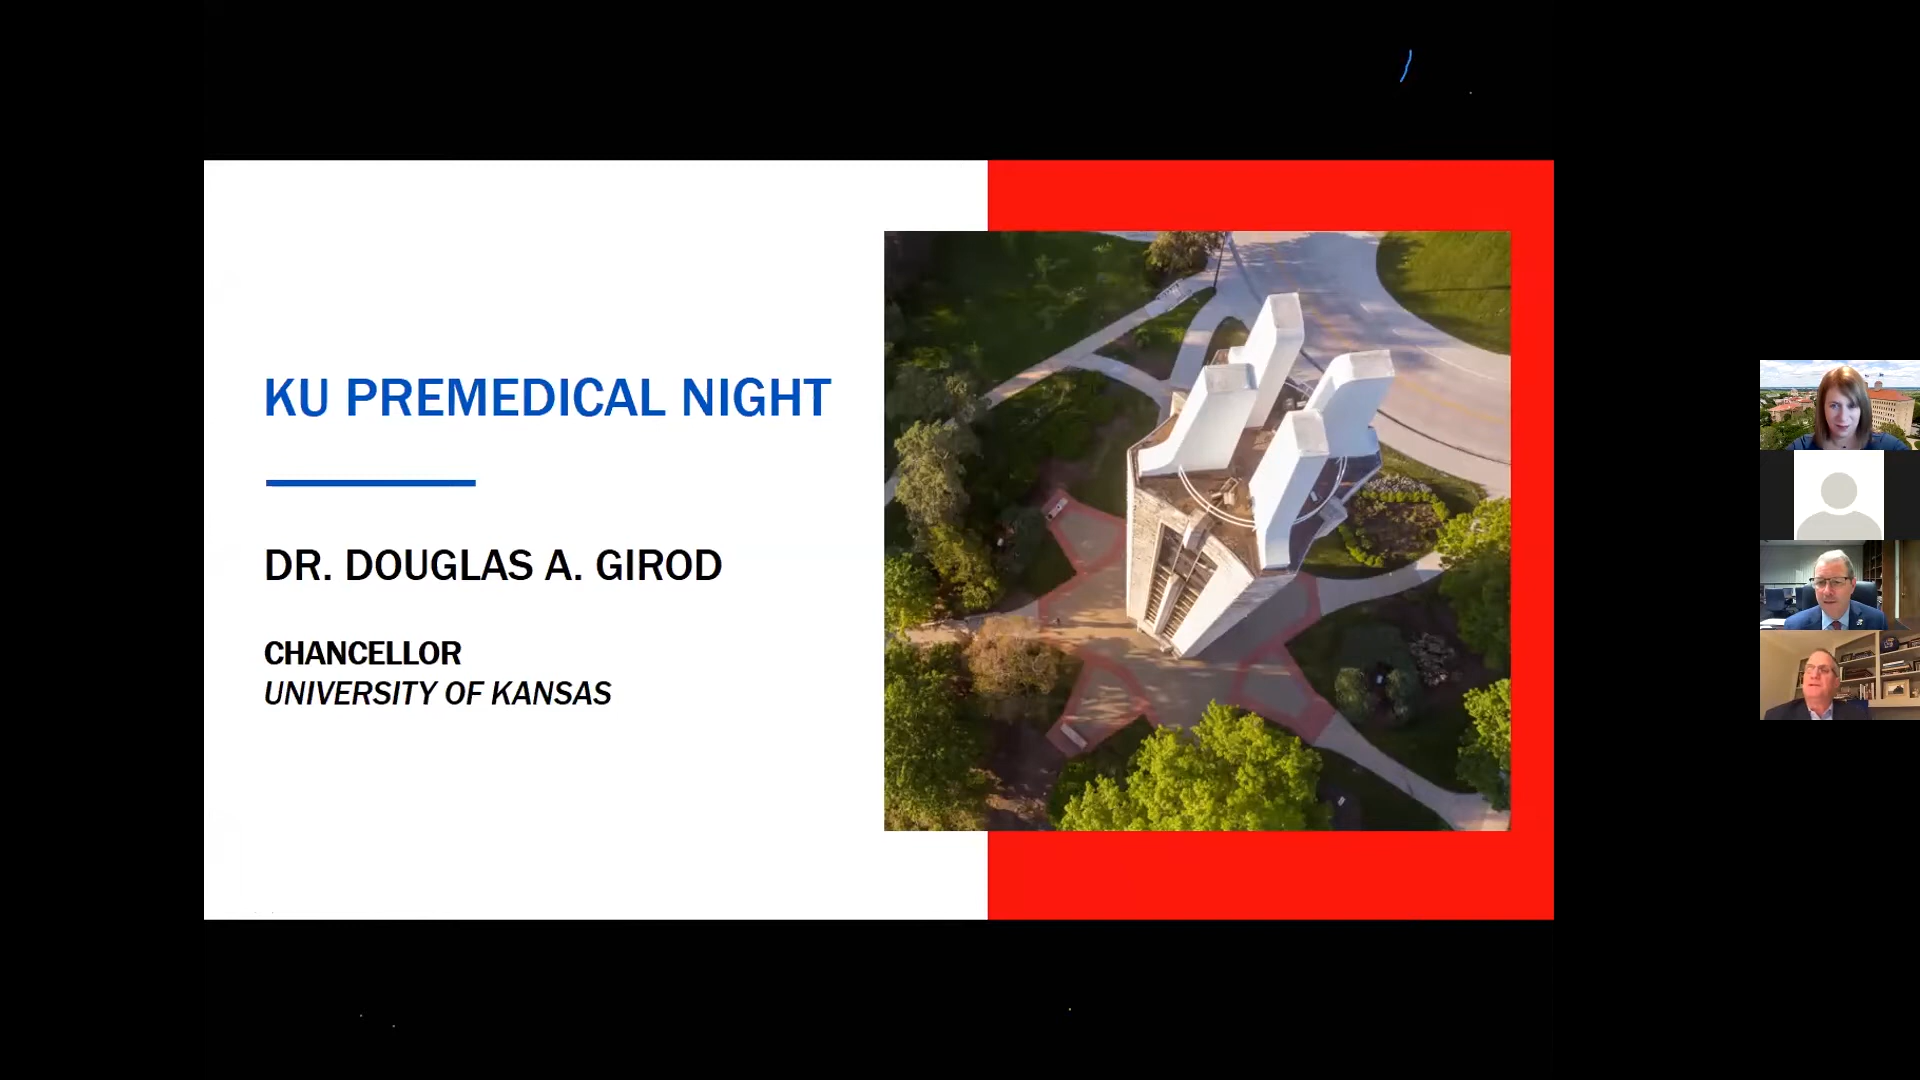 KU PREMEDICAL NIGHT
DR. DOUGLAS A. GIROD
CHANCELLOR
UNIVERSITY OF KANSAS